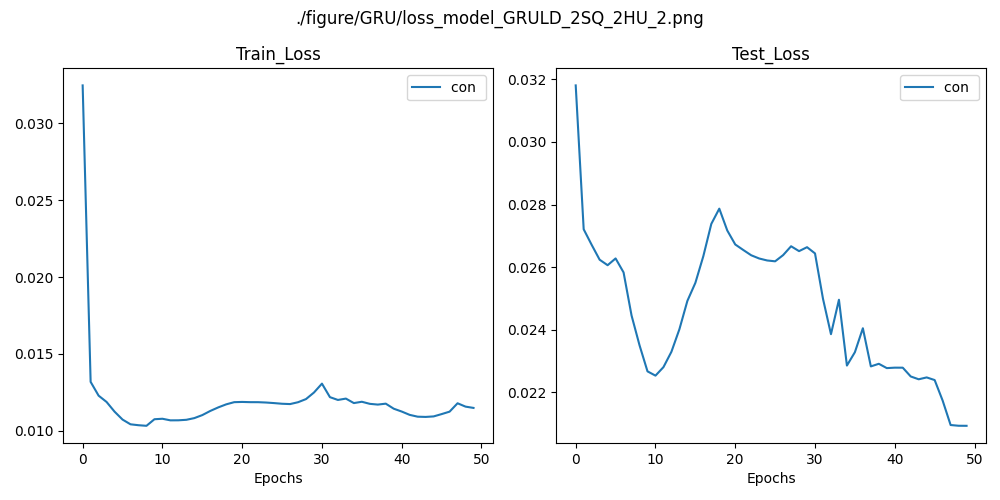 ./figure/GRU/loss_model_GRULD_2SQ_2HU_2.png
Train_Loss
con
0.030
0.025
0.020
0.015
0.010
0 10 20 30 40 50
Epochs
Test_Loss
con
0.032
0.030
0.028
0.026
0.024
0.022
0 10 20 30 40 50
Epochs